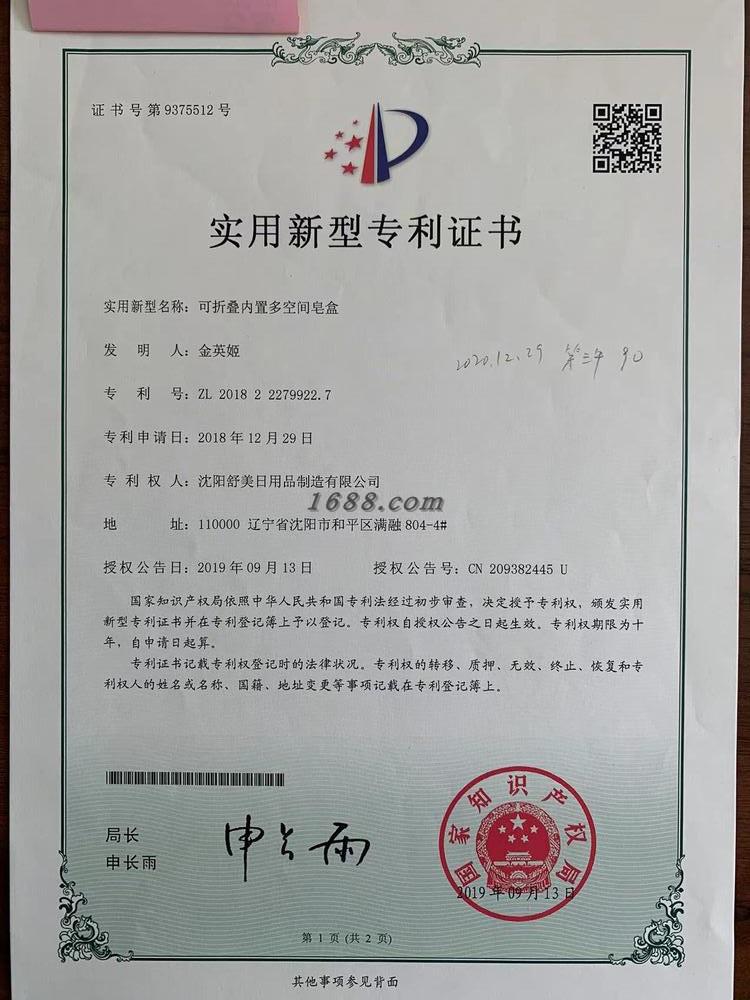 证书号第9375512号
实用新型专利证书
实用新型名称：可折叠内置多空间皂盒
发明人：金英姬
2020.12.29 第三年 90
专利号：ZL 2018 2 2279922.7
专利申请日：2018年12月29日
专利权人：沈阳舒美日用品制造有限公司
1688.com
地址：110000 辽宁省沈阳市和平区满融804-4#
授权公告日：2019年09月13日 授权公告号：CN 209382445 U
国家知识产权局依照中华人民共和国专利法经过初步审查，决定授予专利权，颁发实用
新型专利证书并在专利登记簿上予以登记。专利权自授权公告之日起生效。专利权期限为十
年，自申请日起算。
专利证书记载专利权登记时的法律状况。专利权的转移、质押、无效、终止、恢复和专
利权人的姓名或名称、国籍、地址变更等事项记载在专利登记簿上。
局长
申长雨
申长雨
国家知识产权局
2019年09月13日
第1页(共2页)
其他事项参见背面